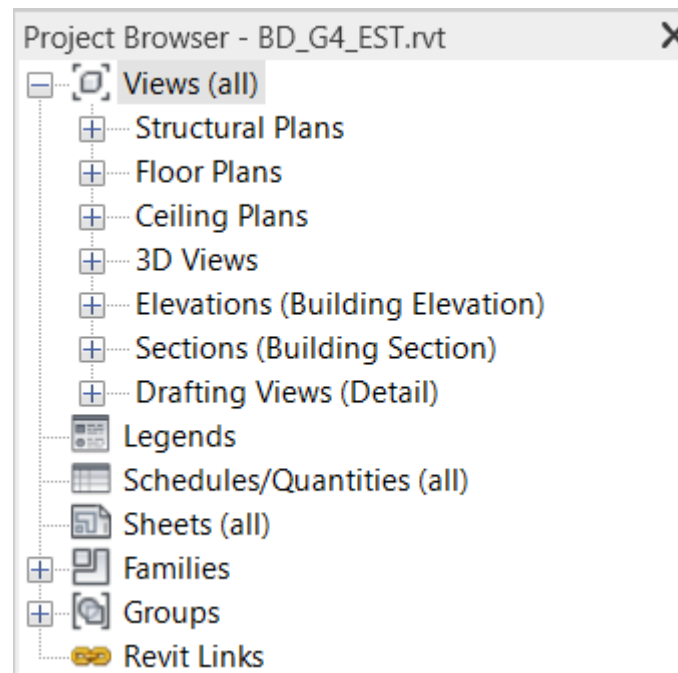 Project Browser - BD_G4_EST.rvt
Views (all)
Structural Plans
Floor Plans
Ceiling Plans
3D Views
Elevations (Building Elevation)
Sections (Building Section)
Drafting Views (Detail)
Legends
Schedules/Quantities (all)
Sheets (all)
Families
Groups
Revit Links